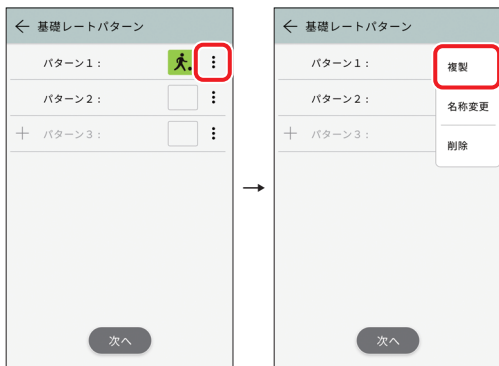 ← 基礎レートパターン
パターン1:
パターン2:
+ パターン3:
次へ
→
← 基礎レートパターン
パターン1:
パターン2:
+ パターン3:
複製
名称変更
削除
次へ